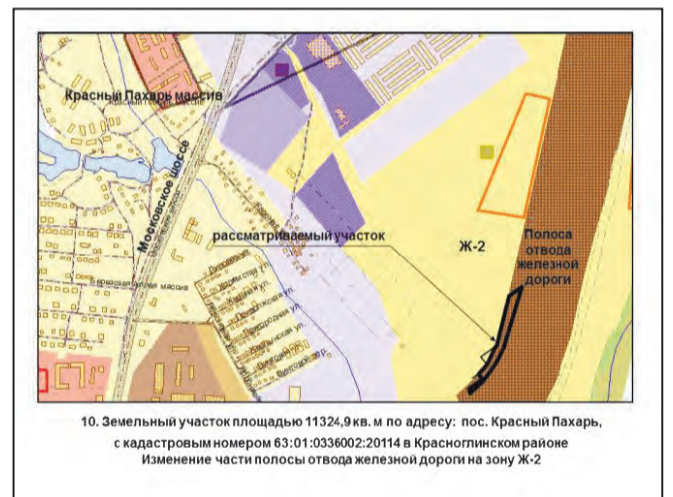 Красный Пахарь массив
Московское шоссе
рассматриваемый участок
Ж-2
Полоса
отвода
железной
дороги
10. Земельный участок площадью 11324,9 кв. м по адресу: пос. Красный Пахарь,
с кадастровым номером 63:01:0336002:20114 в Красноглинском районе
Изменение части полосы отвода железной дороги на зону Ж-2